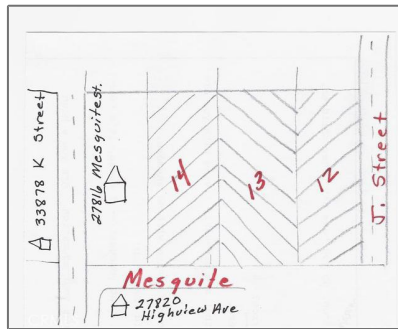 33878 K Street
27816 Mesquite st.
14
13
12
J. Street
Mesquite
27820
Highview Ave